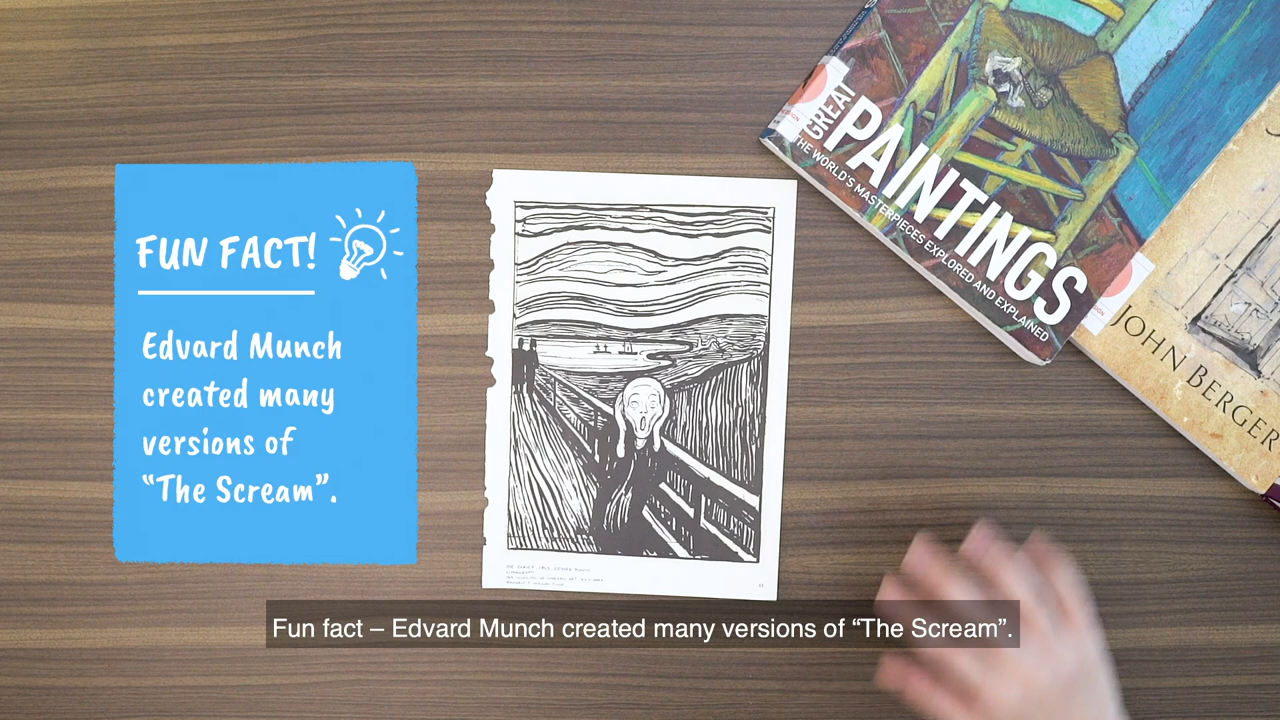 FUN FACT!
Edvard Munch
created many
versions of
“The Scream”.
GREAT
PAINTINGS
THE WORLD'S MASTERPIECES EXPLORED AND EXPLAINED
JOHN BERGER
Fun fact – Edvard Munch created many versions of “The Scream”.